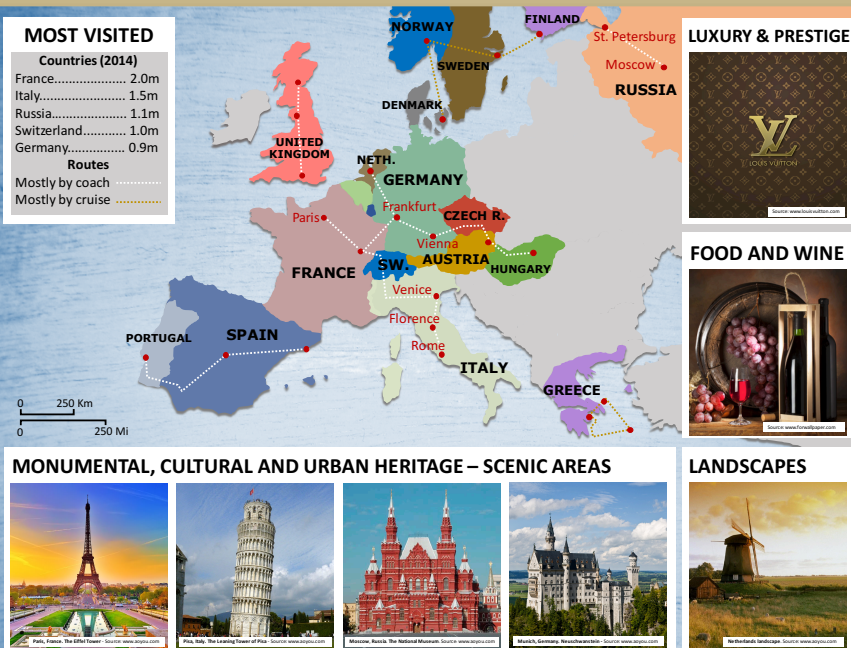 MOST VISITED
Countries (2014)
France.................... 2.0m
Italy......................... 1.5m
Russia..................... 1.1m
Switzerland............ 1.0m
Germany................ 0.9m
Routes
Mostly by coach
Mostly by cruise
NORWAY
FINLAND
SWEDEN
St. Petersburg
Moscow
RUSSIA
DENMARK
UNITED
KINGDOM
NETH.
GERMANY
Paris
Frankfurt
CZECH R.
Vienna
FRANCE
SW.
AUSTRIA
HUNGARY
Venice
Florence
Rome
ITALY
PORTUGAL
SPAIN
GREECE
0 250 Km
0 250 Mi
LUXURY & PRESTIGE
LV
LOUIS VUITTON
Source: www.louisvuitton.com
FOOD AND WINE
Source: www.forwallpaper.com
MONUMENTAL, CULTURAL AND URBAN HERITAGE – SCENIC AREAS
Paris, France. The Eiffel Tower - Source: www.aoyou.com
Pisa, Italy. The Leaning Tower of Pisa - Source: www.aoyou.com
Moscow, Russia. The National Museum. Source: www.aoyou.com
Munich, Germany. Neuschwanstein - Source: www.aoyou.com
LANDSCAPES
Netherlands landscape. Source: www.aoyou.com